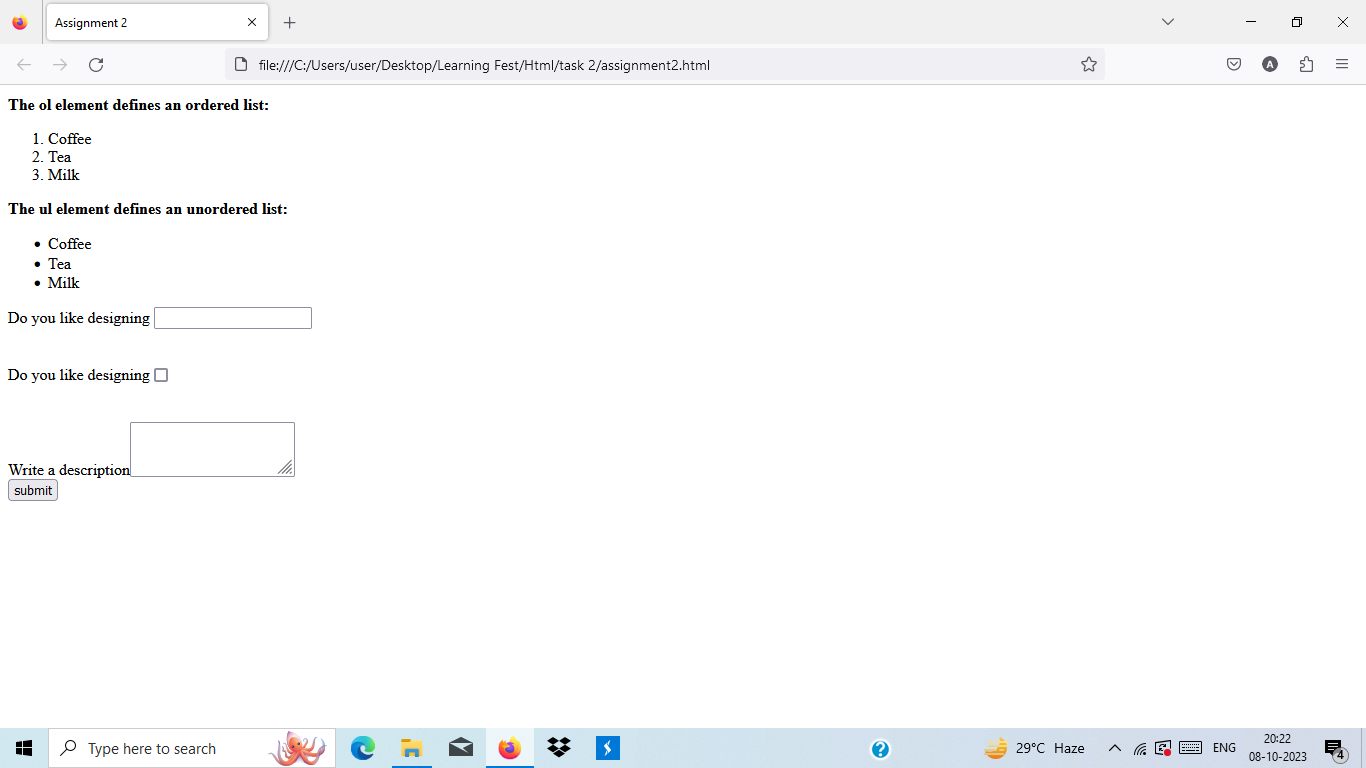 Assignment 2
file:///C:/Users/user/Desktop/Learning Fest/Html/task 2/assignment2.html
A
The ol element defines an ordered list:
1. Coffee
2. Tea
3. Milk
The ul element defines an unordered list:
• Coffee
• Tea
• Milk
Do you like designing
Do you like designing
Write a description
submit
Type here to search
?
29°C Haze
ENG
20:22
08-10-2023
4